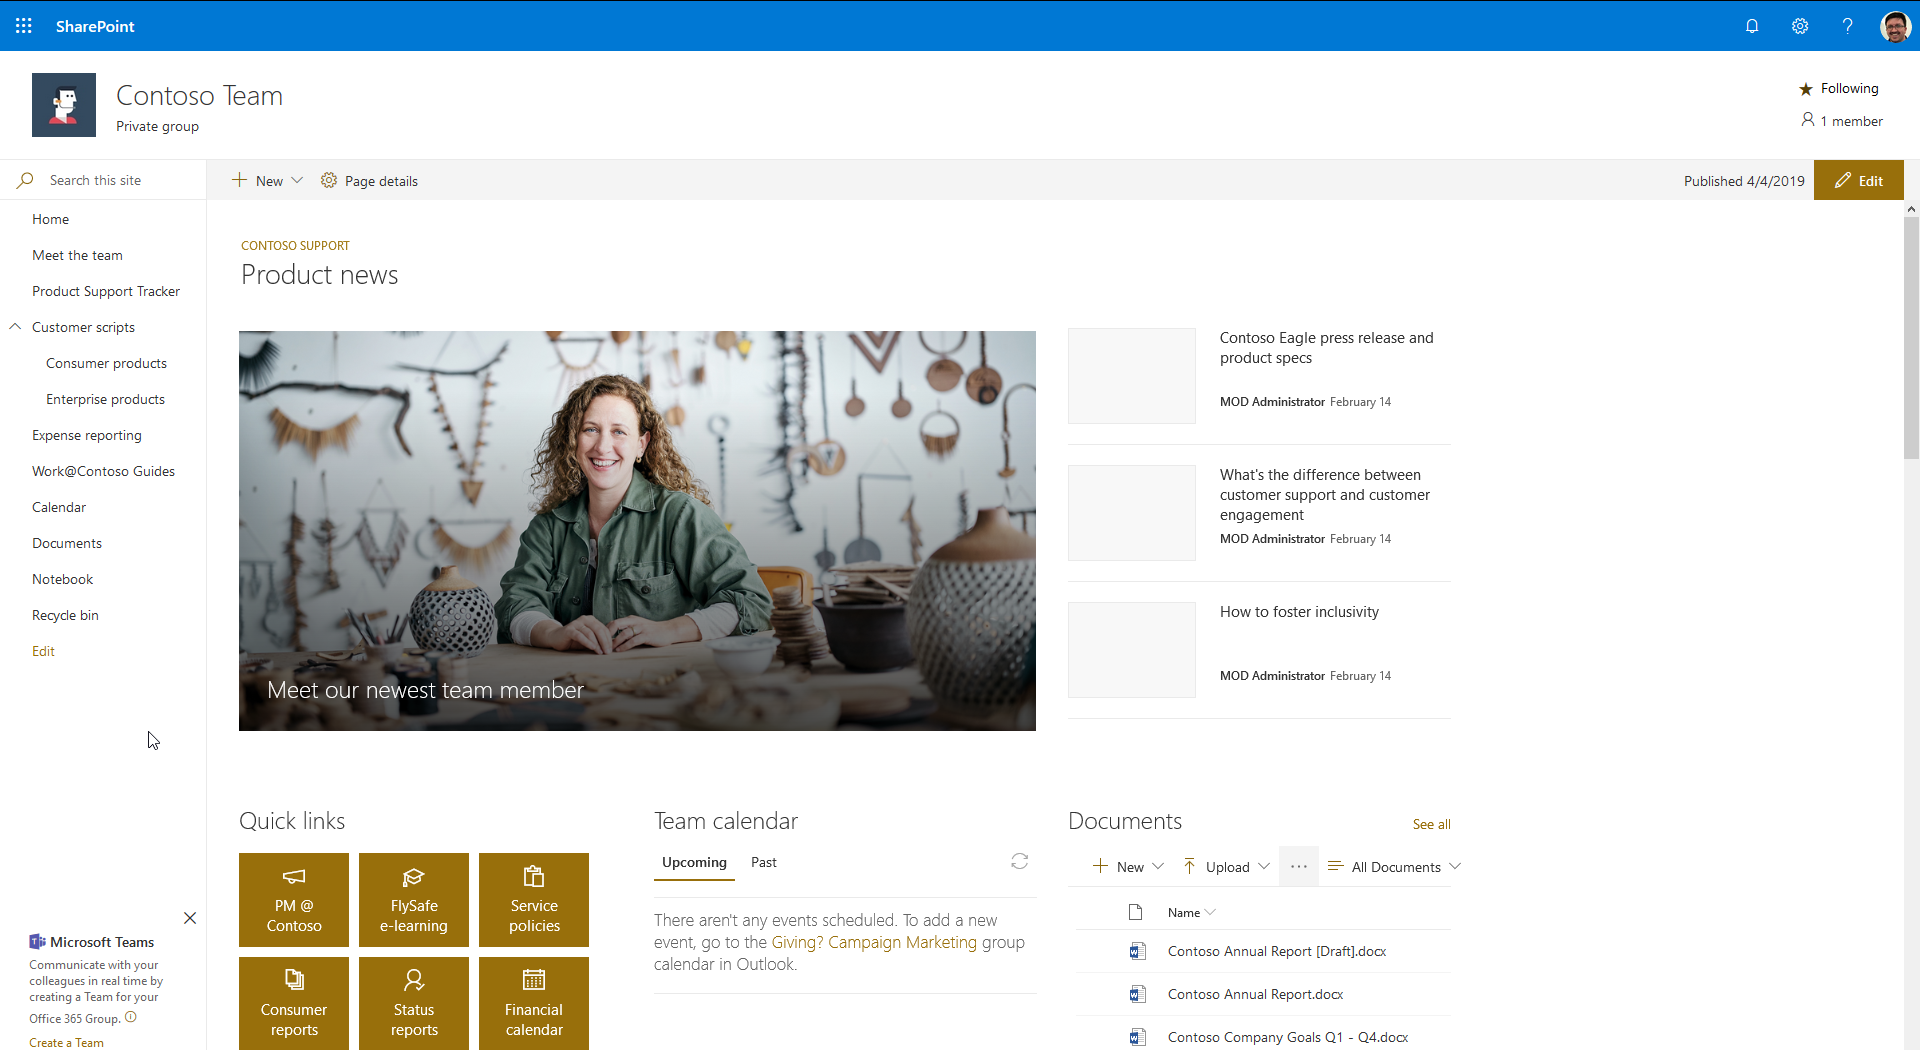 SharePoint
Contoso Team
Private group
Following
1 member
Search this site
New
Page details
Published 4/4/2019
Edit
Home
Meet the team
Product Support Tracker
Customer scripts
Consumer products
Enterprise products
Expense reporting
Work@Contoso Guides
Calendar
Documents
Notebook
Recycle bin
Edit
Microsoft Teams
Communicate with your
colleagues in real time by
creating a Team for your
Office 365 Group.
Create a Team
CONTOSO SUPPORT
Product news
Meet our newest team member
Contoso Eagle press release and
product specs
MOD Administrator February 14
What's the difference between
customer support and customer
engagement
MOD Administrator February 14
How to foster inclusivity
MOD Administrator February 14
Quick links
PM @
Contoso
FlySafe
e-learning
Service
policies
Consumer
reports
Status
reports
Financial
calendar
Team calendar
Upcoming
Past
There aren't any events scheduled. To add a new
event, go to the Giving? Campaign Marketing group
calendar in Outlook.
Documents
See all
New
Upload
All Documents
Name
Contoso Annual Report [Draft].docx
Contoso Annual Report.docx
Contoso Company Goals Q1 - Q4.docx